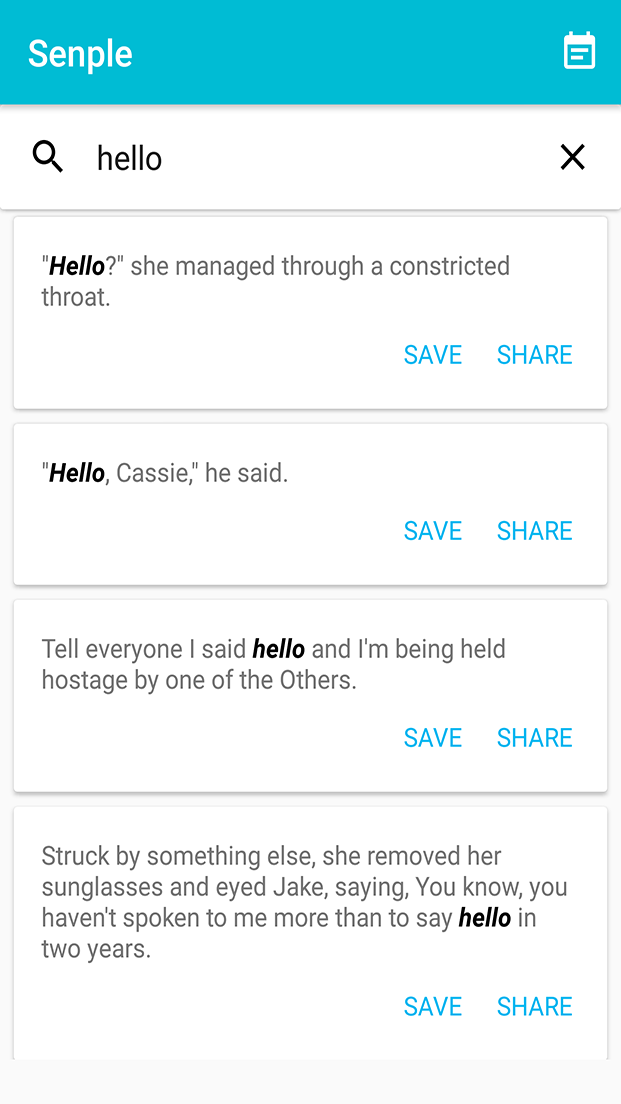 Senple
hello
"Hello?" she managed through a constricted
throat.
SAVE SHARE
"Hello, Cassie," he said.
SAVE SHARE
Tell everyone I said hello and I'm being held
hostage by one of the Others.
SAVE SHARE
Struck by something else, she removed her
sunglasses and eyed Jake, saying, You know, you
haven't spoken to me more than to say hello in
two years.
SAVE SHARE